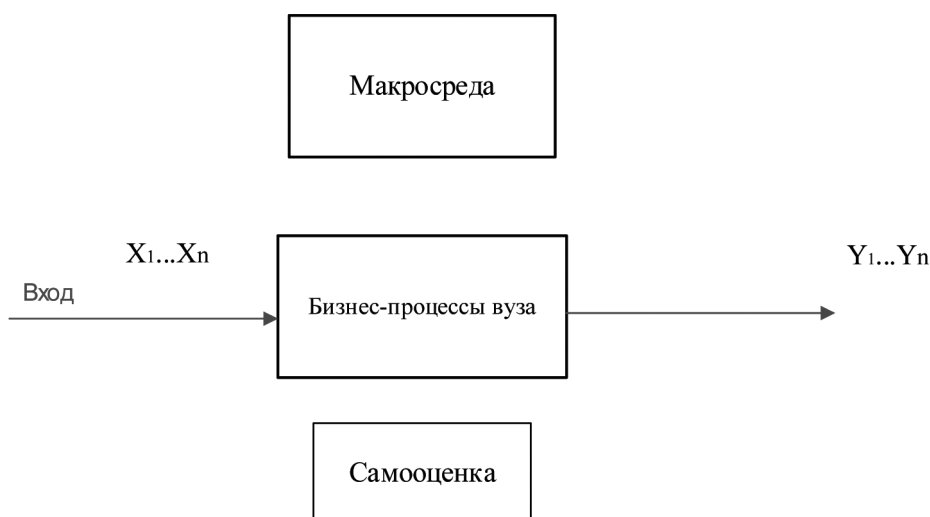 Макросреда
X1...Xn
Y1...Yn
Вход
Бизнес-процессы вуза
Самооценка